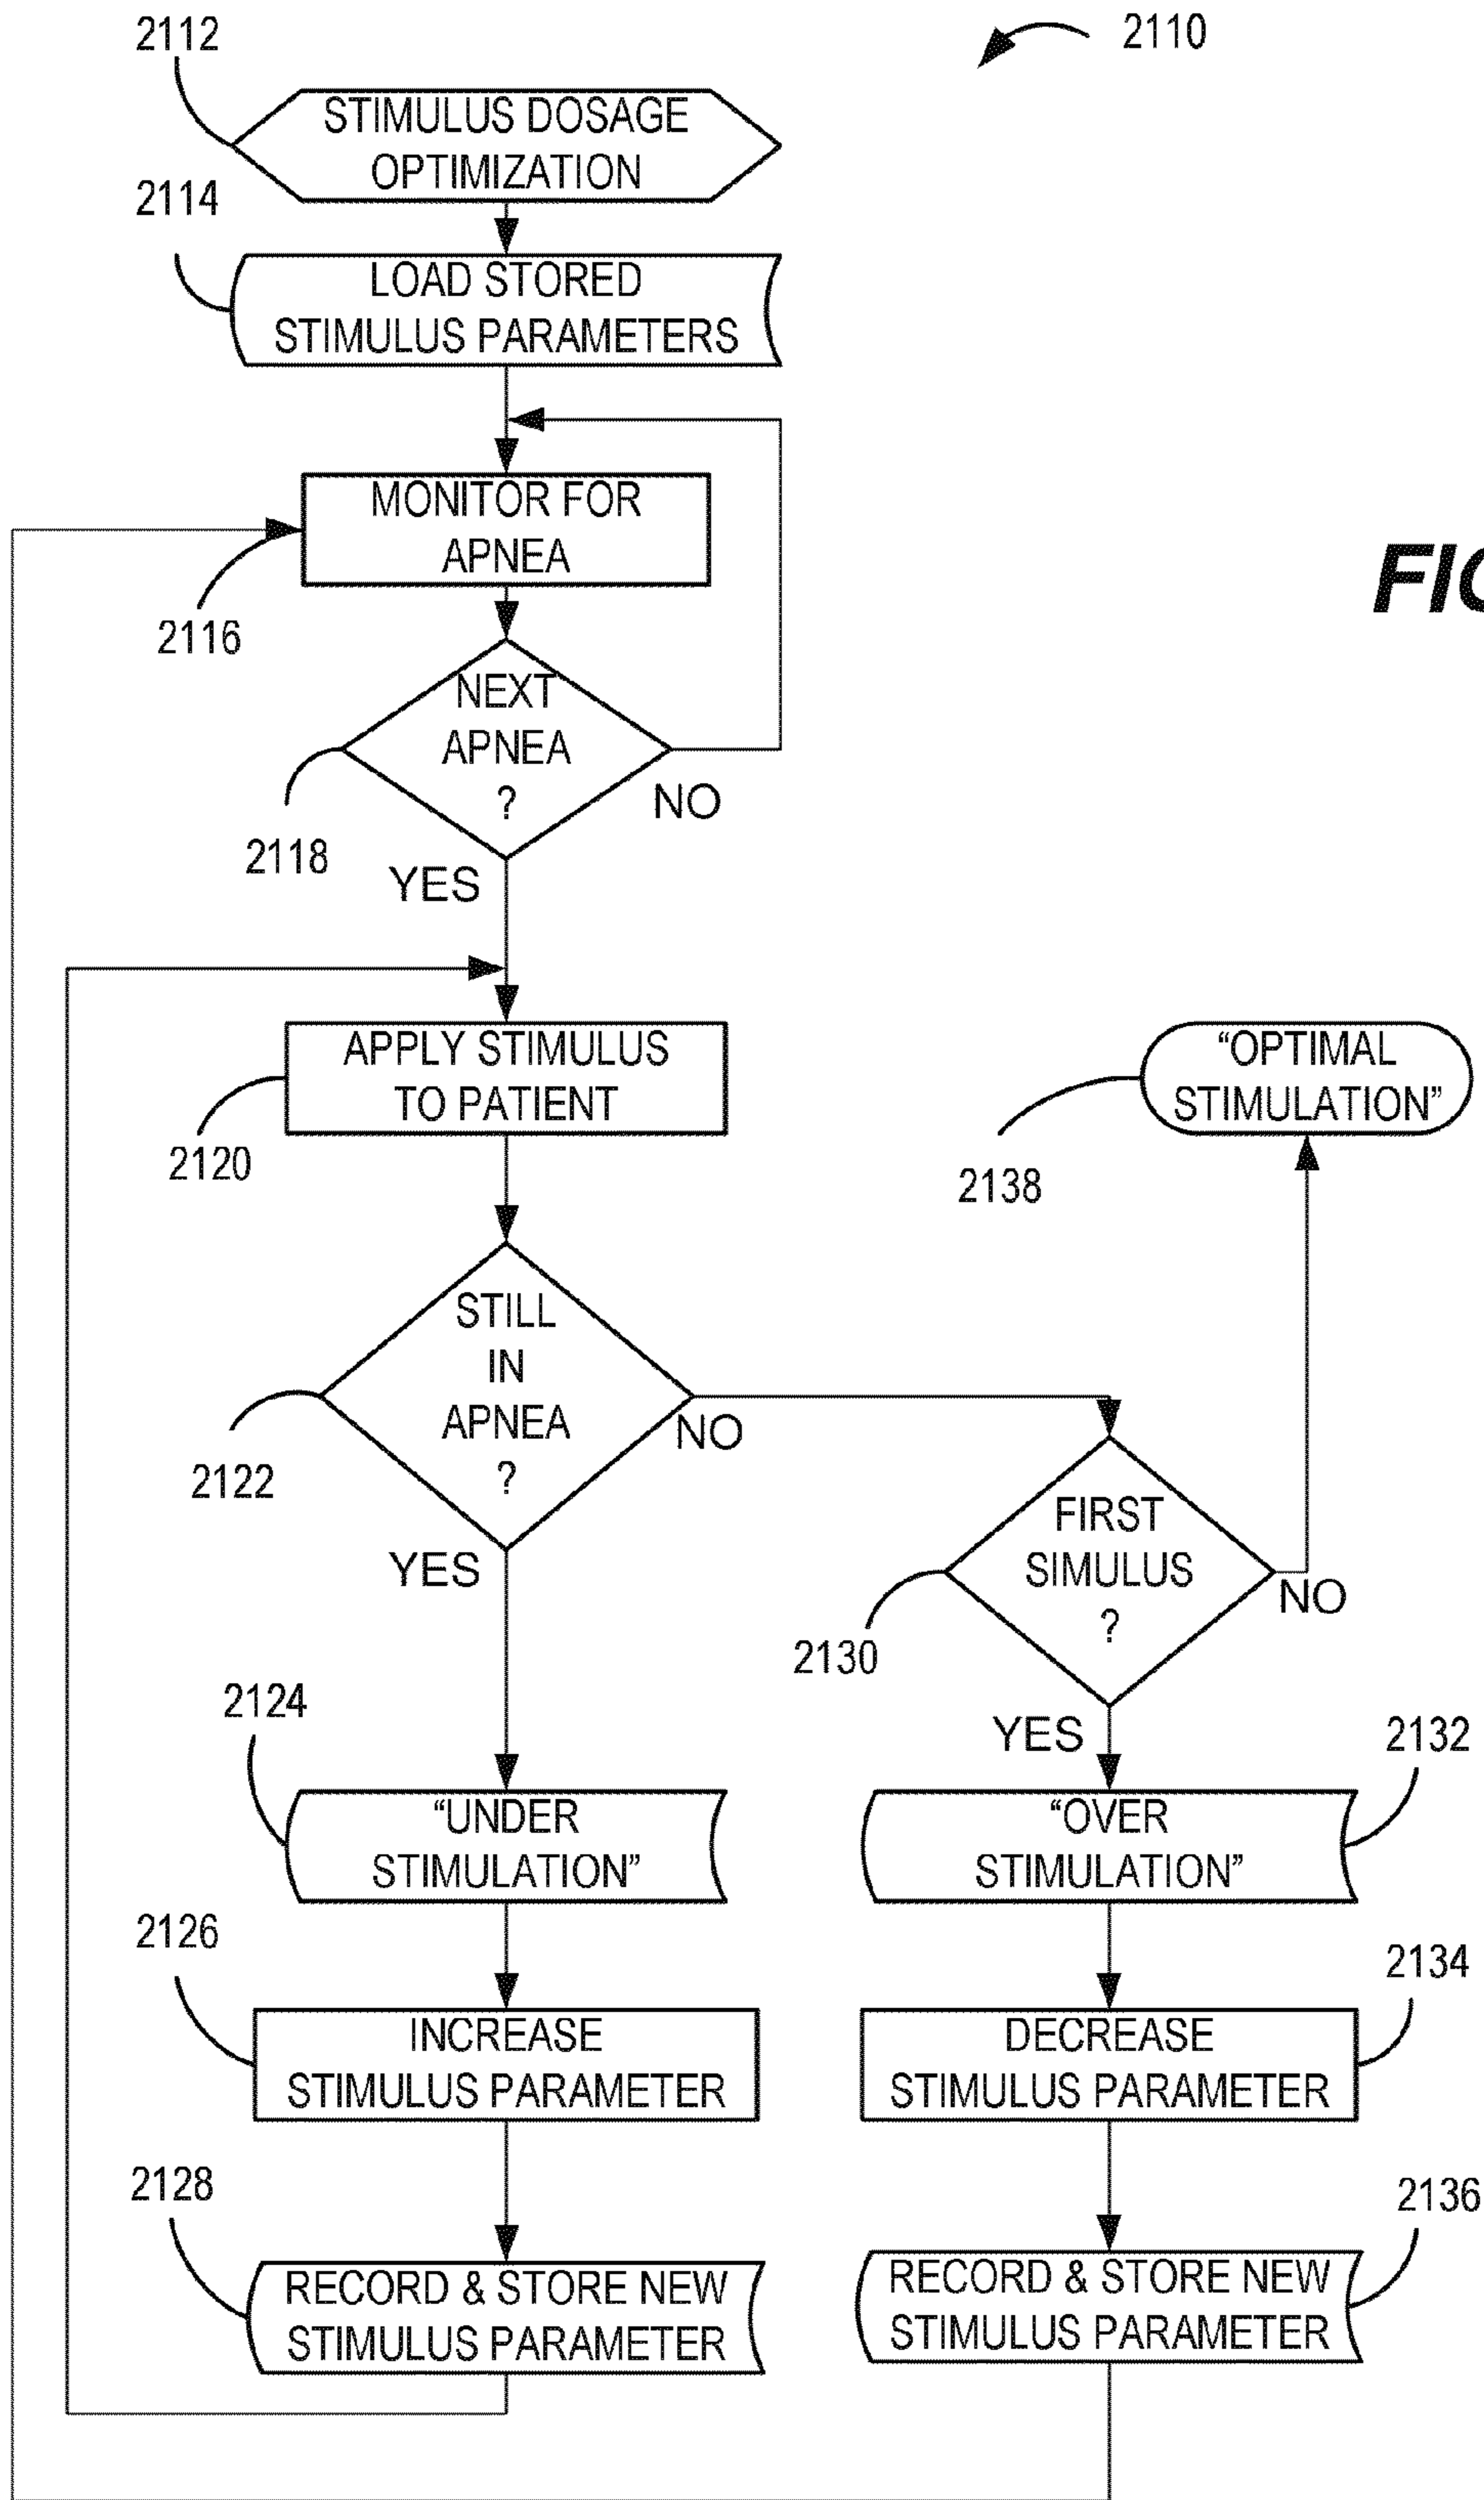 2112
2110
STIMULUS DOSAGE
OPTIMIZATION
2114
LOAD STORED
STIMULUS PARAMETERS
MONITOR FOR
APNEA
2116
FIG
NEXT
APNEA
?
NO
2118
YES
APPLY STIMULUS
TO PATIENT
2120
"OPTIMAL
STIMULATION"
2138
STILL
IN
APNEA
?
NO
2122
YES
FIRST
SIMULUS
?
NO
2130
YES
2124
"UNDER
STIMULATION"
2132
"OVER
STIMULATION"
2126
INCREASE
STIMULUS PARAMETER
2134
DECREASE
STIMULUS PARAMETER
2128
RECORD & STORE NEW
STIMULUS PARAMETER
2136
RECORD & STORE NEW
STIMULUS PARAMETER